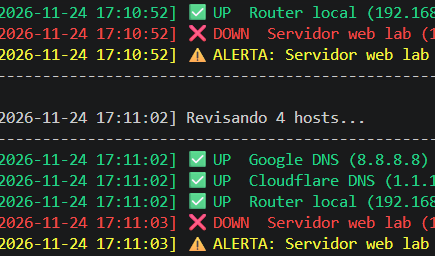 2026-11-24 17:10:52] ✅ UP Router local (192.168
2026-11-24 17:10:52] ❌ DOWN Servidor web lab (1
2026-11-24 17:10:52] ⚠️ ALERTA: Servidor web lab
------------------------------------------------
2026-11-24 17:11:02] Revisando 4 hosts...
------------------------------------------------
2026-11-24 17:11:02] ✅ UP Google DNS (8.8.8.8)
2026-11-24 17:11:02] ✅ UP Cloudflare DNS (1.1.1
2026-11-24 17:11:02] ✅ UP Router local (192.168
2026-11-24 17:11:03] ❌ DOWN Servidor web lab (1
2026-11-24 17:11:03] ⚠️ ALERTA: Servidor web lab